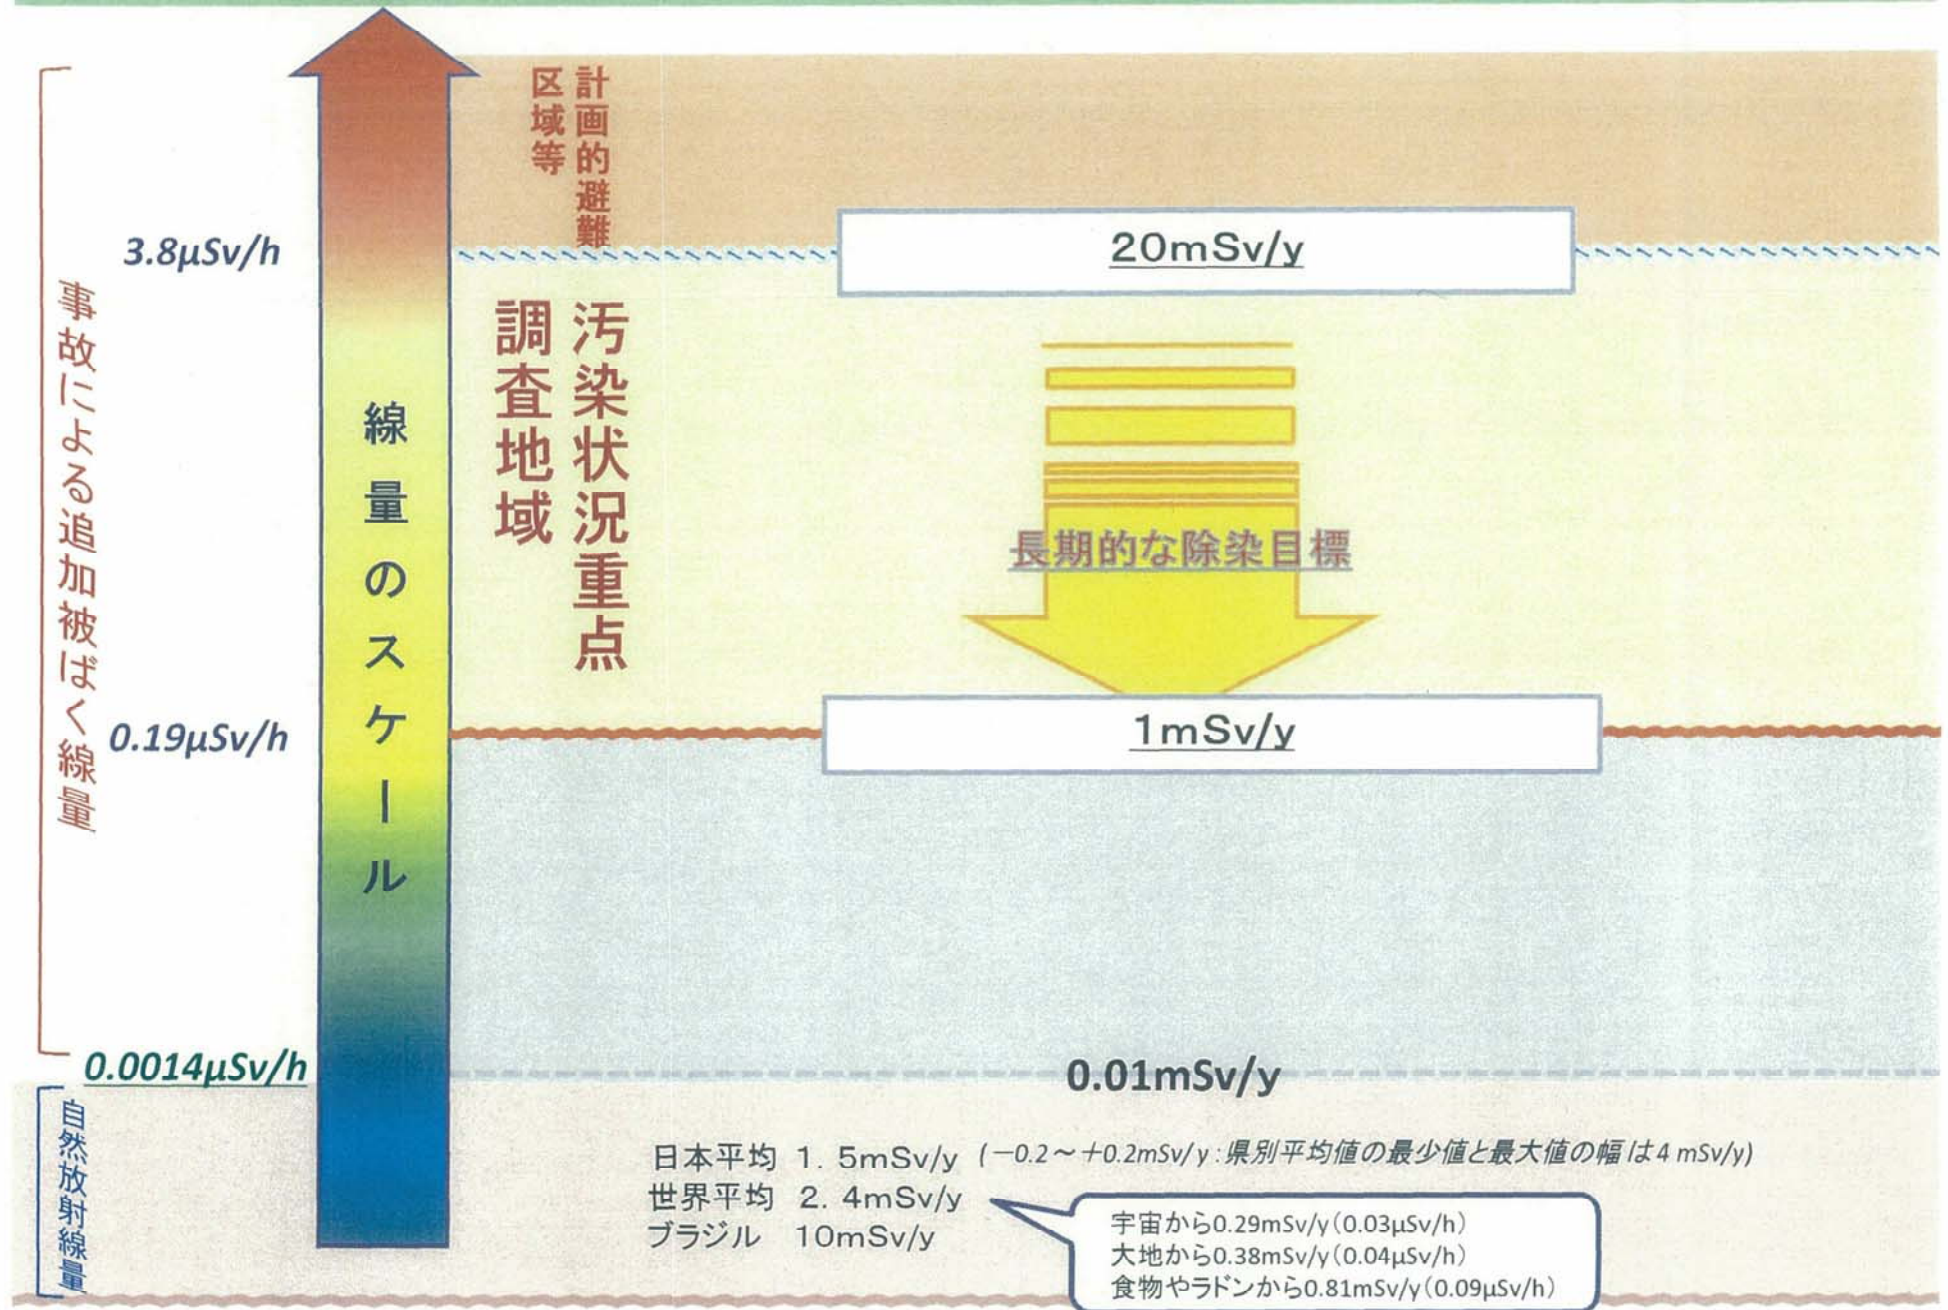 計画的避難
区域等
3.8μSv/h
20mSv/y
事故による追加被ばく線量
線量のスケール
汚染状況重点
調査地域
長期的な除染目標
0.19μSv/h
1mSv/y
0.0014μSv/h
0.01mSv/y
自然放射線量
日本平均 1.5mSv/y (－0.2～＋0.2mSv/y:県別平均値の最少値と最大値の幅は4 mSv/y)
世界平均 2.4mSv/y
ブラジル 10mSv/y
宇宙から0.29mSv/y(0.03μSv/h)
大地から0.38mSv/y(0.04μSv/h)
食物やラドンから0.81mSv/y(0.09μSv/h)